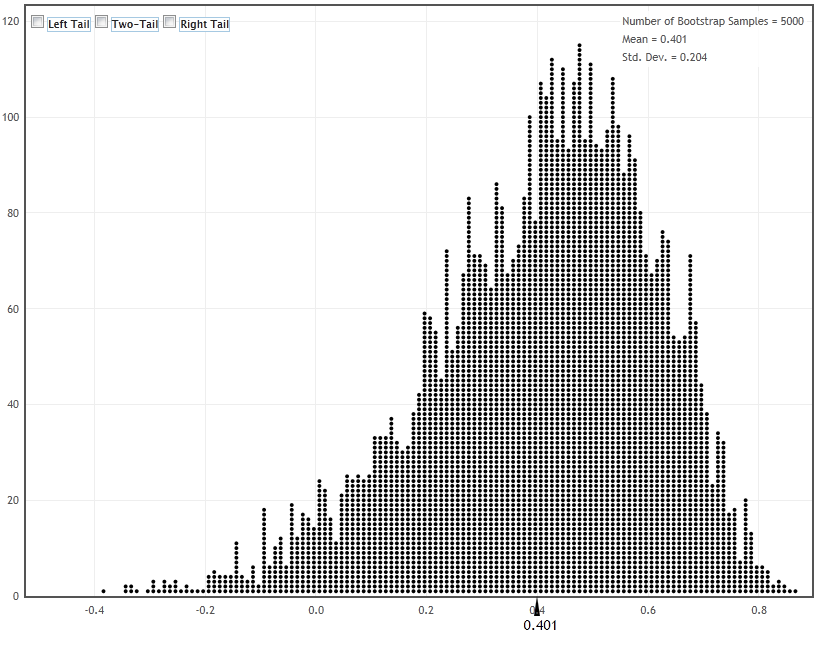 Left Tail Two-Tail Right Tail
Number of Bootstrap Samples = 5000
Mean = 0.401
Std. Dev. = 0.204
120
100
80
60
40
20
0
-0.4 -0.2 0.0 0.2 0.4 0.6 0.8
0.401